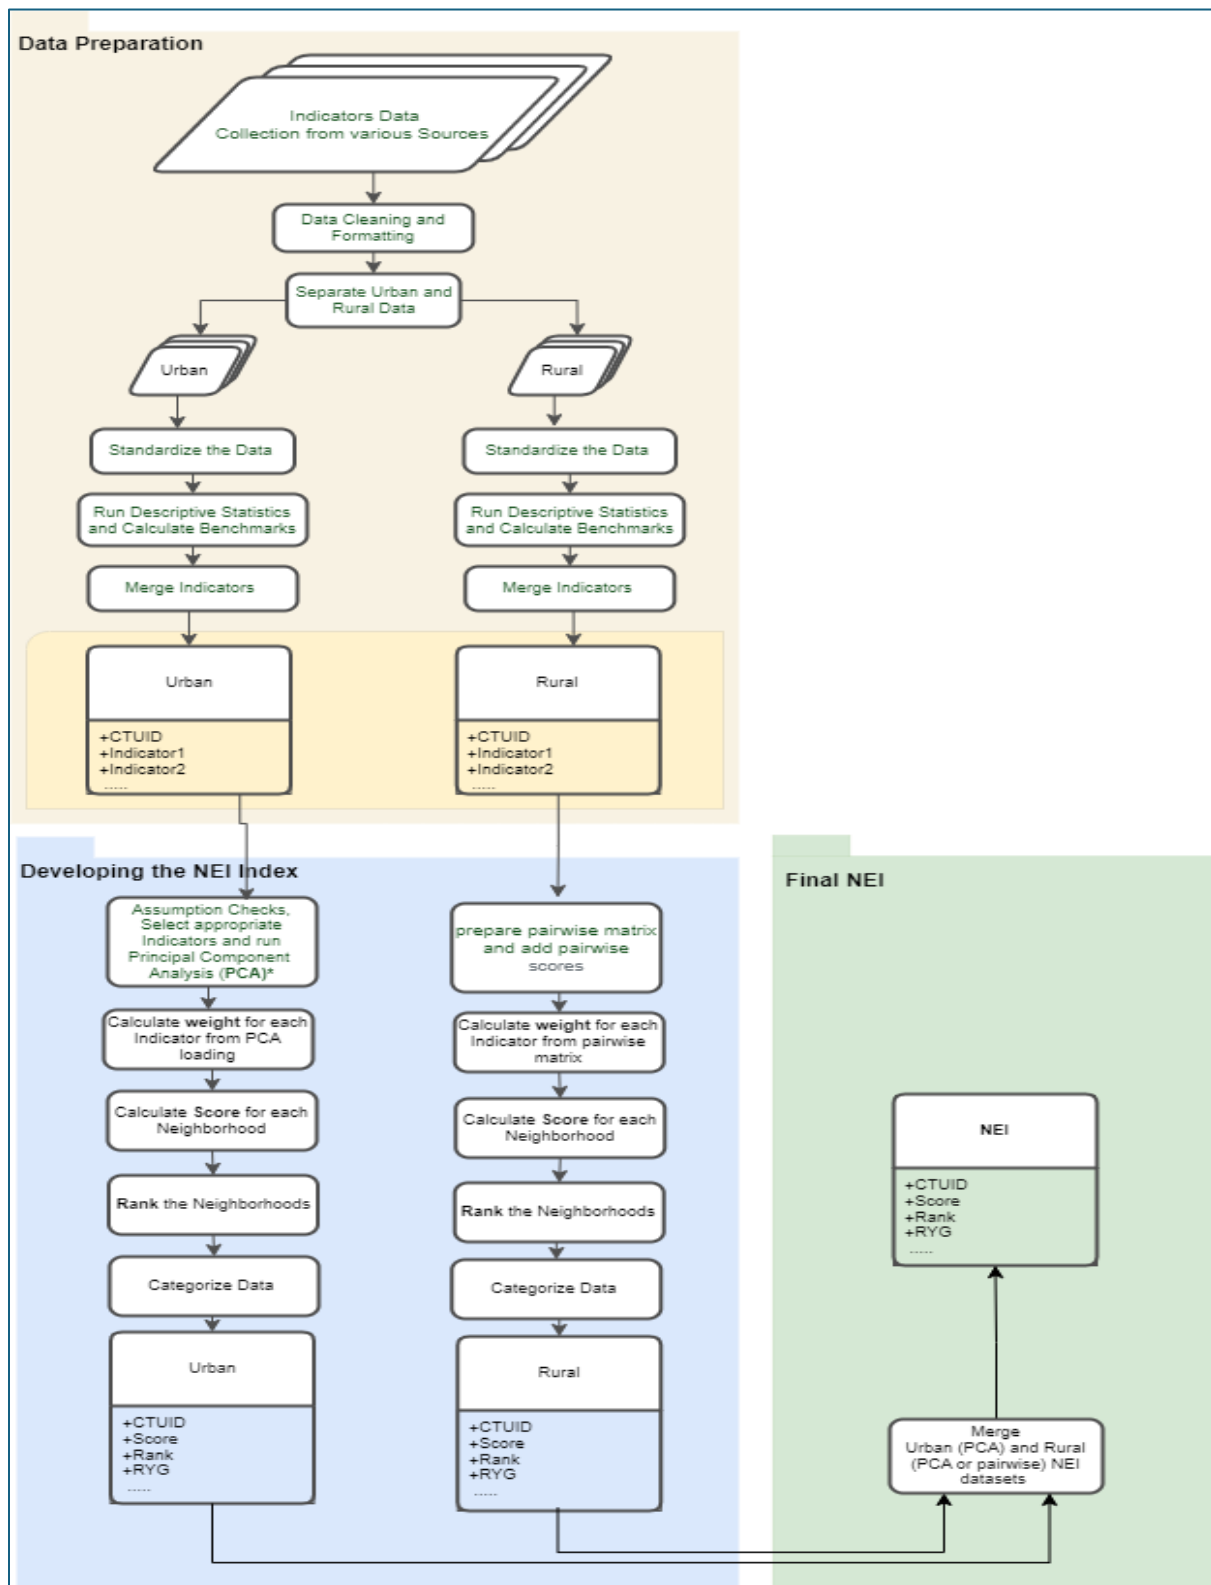 Data Preparation
Indicators Data
Collection from various Sources
Data Cleaning and
Formatting
Separate Urban and
Rural Data
Urban
Rural
Standardize the Data
Standardize the Data
Run Descriptive Statistics
and Calculate Benchmarks
Run Descriptive Statistics
and Calculate Benchmarks
Merge Indicators
Merge Indicators
Urban
+CTUID
+Indicator1
+Indicator2
.....
Rural
+CTUID
+Indicator1
+Indicator2
.....
Developing the NEI Index
Assumption Checks,
Select appropriate
Indicators and run
Principal Component
Analysis (PCA)*
Calculate weight for each
Indicator from PCA
loading
Calculate Score for each
Neighborhood
Rank the Neighborhoods
Categorize Data
Urban
+CTUID
+Score
+Rank
+RYG
.....
prepare pairwise matrix
and add pairwise
scores
Calculate weight for each
Indicator from pairwise
matrix
Calculate Score for each
Neighborhood
Rank the Neighborhoods
Categorize Data
Rural
+CTUID
+Score
+Rank
+RYG
.....
Final NEI
NEI
+CTUID
+Score
+Rank
+RYG
.....
Merge
Urban (PCA) and Rural
(PCA or pairwise) NEI
datasets